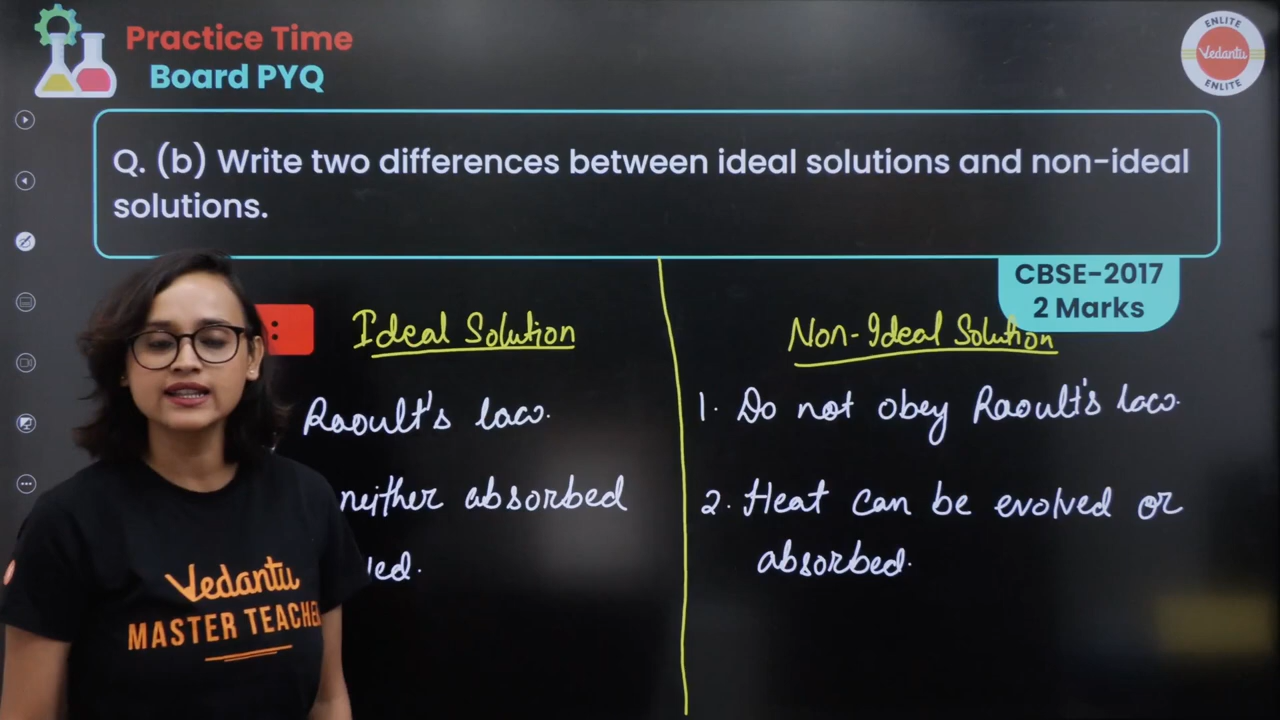 Practice Time
Board PYQ
ENLITE
Vedantu
ENLITE
Q. (b) Write two differences between ideal solutions and non-ideal
solutions.
CBSE-2017
2 Marks
:
Ideal Solution
Non-Ideal Solution
Raoult's law.
1. Do not obey Raoult's law.
neither absorbed
2. Heat can be evolved or
absorbed.
Vedantu
MASTER TEACHE